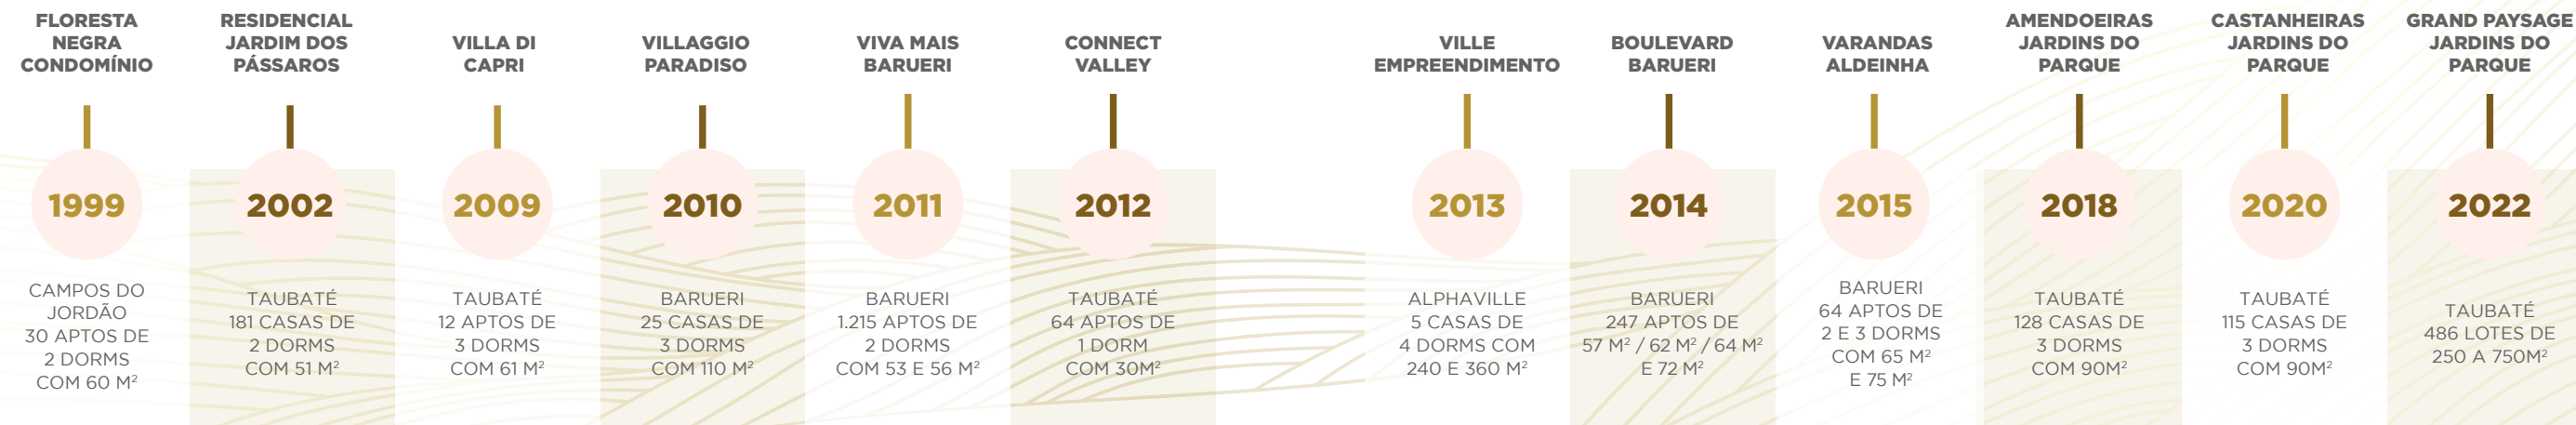 FLORESTA
NEGRA
CONDOMÍNIO
1999
CAMPOS DO
JORDÃO
30 APTOS DE
2 DORMS
COM 60 M²
RESIDENCIAL
JARDIM DOS
PÁSSAROS
2002
TAUBATÉ
181 CASAS DE
2 DORMS
COM 51 M²
VILLA DI
CAPRI
2009
TAUBATÉ
12 APTOS DE
3 DORMS
COM 61 M²
VILLAGGIO
PARADISO
2010
BARUERI
25 CASAS DE
3 DORMS
COM 110 M²
VIVA MAIS
BARUERI
2011
BARUERI
1.215 APTOS DE
2 DORMS
COM 53 E 56 M²
CONNECT
VALLEY
2012
TAUBATÉ
64 APTOS DE
1 DORM
COM 30M²
VILLE
EMPREENDIMENTO
2013
ALPHAVILLE
5 CASAS DE
4 DORMS COM
240 E 360 M²
BOULEVARD
BARUERI
2014
BARUERI
247 APTOS DE
57 M² / 62 M² / 64 M²
E 72 M²
VARANDAS
ALDEINHA
2015
BARUERI
64 APTOS DE
2 E 3 DORMS
COM 65 M²
E 75 M²
AMENDOEIRAS
JARDINS DO
PARQUE
2018
TAUBATÉ
128 CASAS DE
3 DORMS
COM 90M²
CASTANHEIRAS
JARDINS DO
PARQUE
2020
TAUBATÉ
115 CASAS DE
3 DORMS
COM 90M²
GRAND PAYSAGE
JARDINS DO
PARQUE
2022
TAUBATÉ
486 LOTES DE
250 A 750M²